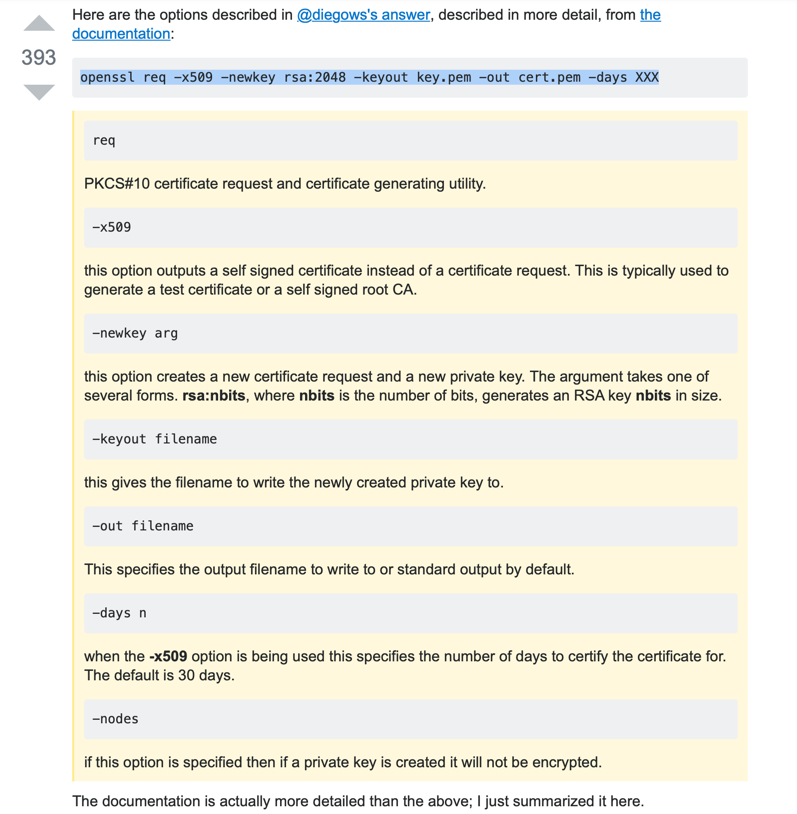 Here are the options described in @diegows's answer, described in more detail, from the
documentation:
393
openssl req -x509 -newkey rsa:2048 -keyout key.pem -out cert.pem -days XXX
req
PKCS#10 certificate request and certificate generating utility.
-x509
this option outputs a self signed certificate instead of a certificate request. This is typically used to
generate a test certificate or a self signed root CA.
-newkey arg
this option creates a new certificate request and a new private key. The argument takes one of
several forms. rsa:nbits, where nbits is the number of bits, generates an RSA key nbits in size.
-keyout filename
this gives the filename to write the newly created private key to.
-out filename
This specifies the output filename to write to or standard output by default.
-days n
when the -x509 option is being used this specifies the number of days to certify the certificate for.
The default is 30 days.
-nodes
if this option is specified then if a private key is created it will not be encrypted.
The documentation is actually more detailed than the above; I just summarized it here.